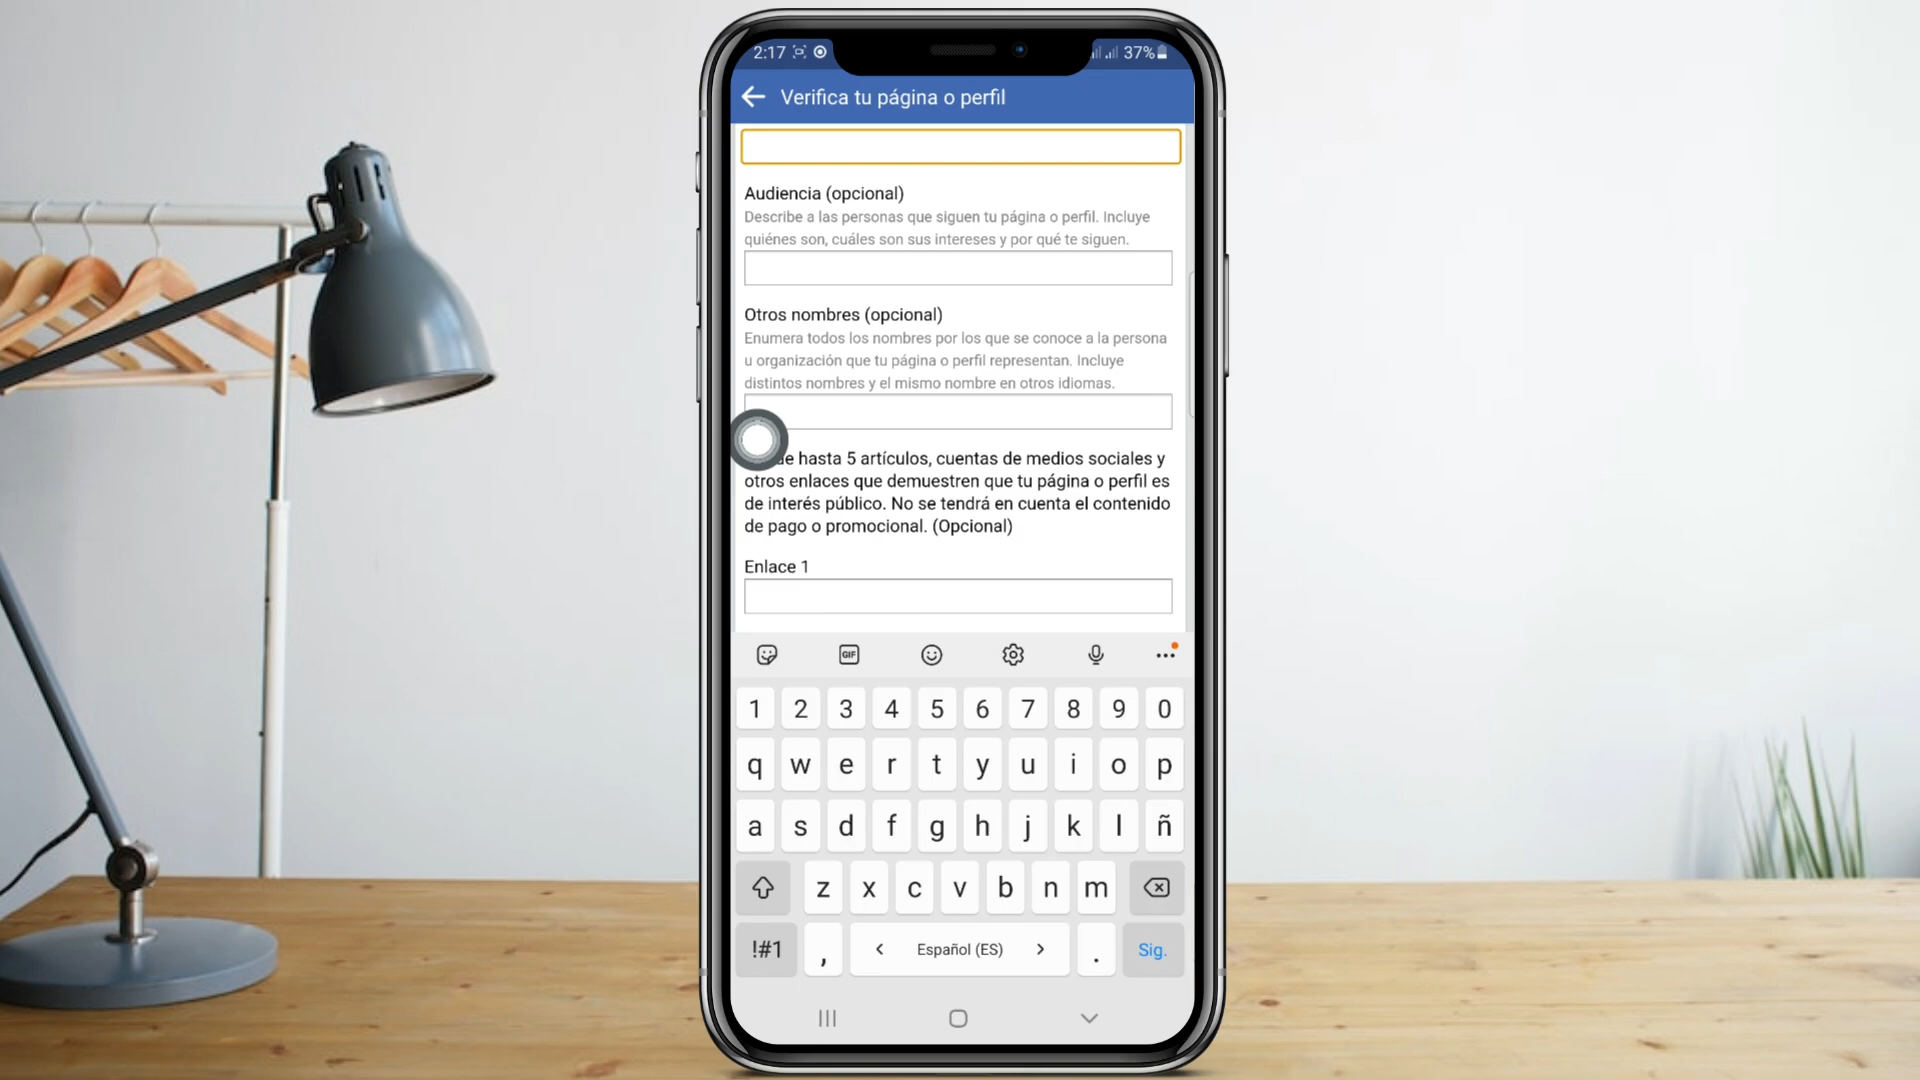 2:17 37%
Verifica tu página o perfil
Audiencia (opcional)
Describe a las personas que siguen tu página o perfil. Incluye
quiénes son, cuáles son sus intereses y por qué te siguen.
Otros nombres (opcional)
Enumera todos los nombres por los que se conoce a la persona
u organización que tu página o perfil representan. Incluye
distintos nombres y el mismo nombre en otros idiomas.
hasta 5 artículos, cuentas de medios sociales y
otros enlaces que demuestren que tu página o perfil es
de interés público. No se tendrá en cuenta el contenido
de pago o promocional. (Opcional)
Enlace 1
GIF
1 2 3 4 5 6 7 8 9 0
q w e r t y u i o p
a s d f g h j k l ñ
z x c v b n m
!#1 , < Español (ES) > . Sig.